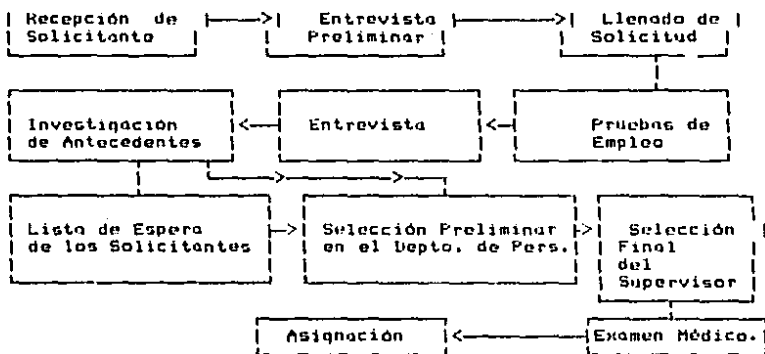 Recepción de
Solicitante
Entrevista
Preliminar
Llenado de
Solicitud
Investigación
de Antecedentes
Entrevista
Pruebas de
Empleo
Lista de Espera
de los Solicitantes
Selección Preliminar
en el Depto. de Pers.
Selección
Final
del
Supervisor
Asignación
Examen Médico.